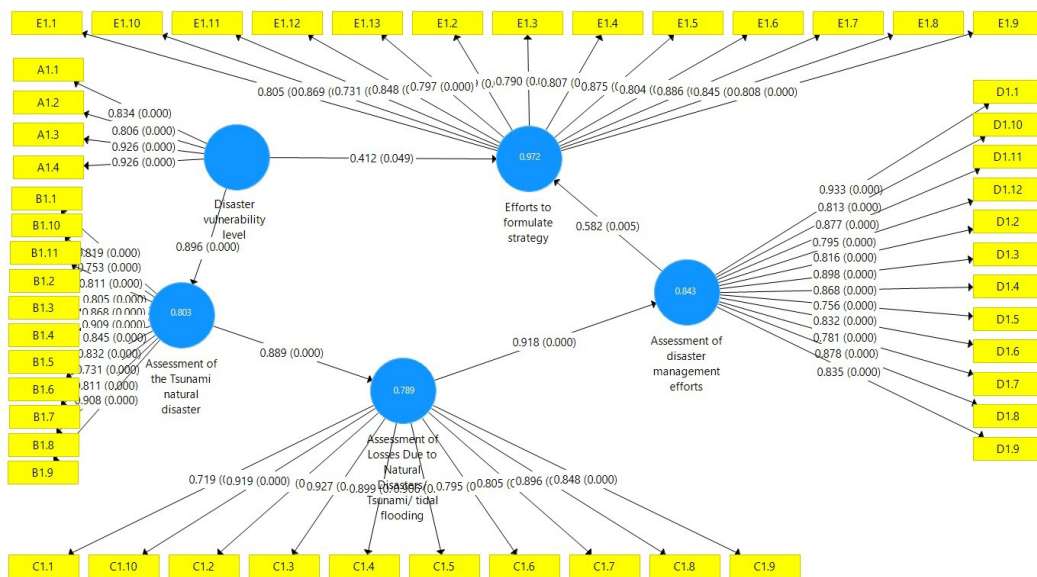 E1.1 E1.10 E1.11 E1.12 E1.13 E1.2 E1.3 E1.4 E1.5 E1.6 E1.7 E1.8 E1.9
0.805 0.869 0.731 0.848 0.797 (0.000) 0.790 0.807 0.875 0.804 0.886 0.845 0.808 (0.000)
A1.1
A1.2
A1.3
A1.4
0.834 (0.000)
0.806 (0.000)
0.926 (0.000)
0.926 (0.000)
Disaster
vulnerability
level
0.412 (0.049)
0.972
Efforts to
formulate
strategy
0.896 (0.000)
0.582 (0.005)
B1.1
B1.10
B1.11
B1.2
B1.3
B1.4
B1.5
B1.6
B1.7
B1.8
B1.9
0.819 (0.000)
0.753 (0.000)
0.811 (0.000)
0.805 (0.000)
0.868 (0.000)
0.909 (0.000)
0.845 (0.000)
0.832 (0.000)
0.731 (0.000)
0.811 (0.000)
0.908 (0.000)
0.803
Assessment of
the Tsunami
natural
disaster
0.889 (0.000)
0.918 (0.000)
0.843
Assessment of
disaster
management
efforts
D1.1
D1.10
D1.11
D1.12
D1.2
D1.3
D1.4
D1.5
D1.6
D1.7
D1.8
D1.9
0.933 (0.000)
0.813 (0.000)
0.877 (0.000)
0.795 (0.000)
0.816 (0.000)
0.898 (0.000)
0.868 (0.000)
0.756 (0.000)
0.832 (0.000)
0.781 (0.000)
0.878 (0.000)
0.835 (0.000)
0.789
Assessment of
Losses Due to
Natural
Disasters
Tsunami/ tidal
flooding
0.719 0.919 (0.000) 0.927 0.899 0.795 0.805 0.896 0.848 (0.000)
C1.1 C1.10 C1.2 C1.3 C1.4 C1.5 C1.6 C1.7 C1.8 C1.9